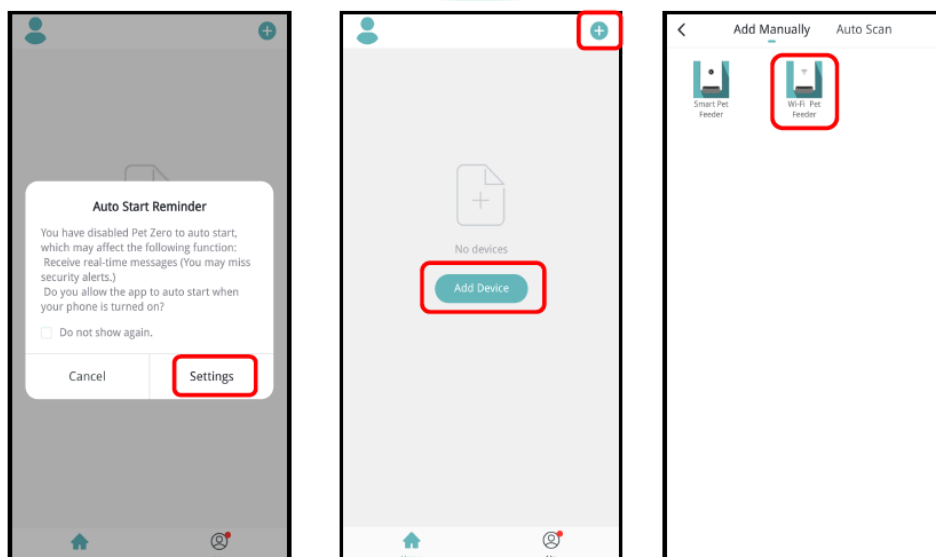 Auto Start Reminder
You have disabled Pet Zero to auto start,
which may affect the following function:
Receive real-time messages (You may miss
security alerts.)
Do you allow the app to auto start when
your phone is turned on?
Do not show again.
Cancel
Settings
No devices
Add Device
Add Manually
Auto Scan
Smart Pet
Feeder
Wi-Fi Pet
Feeder